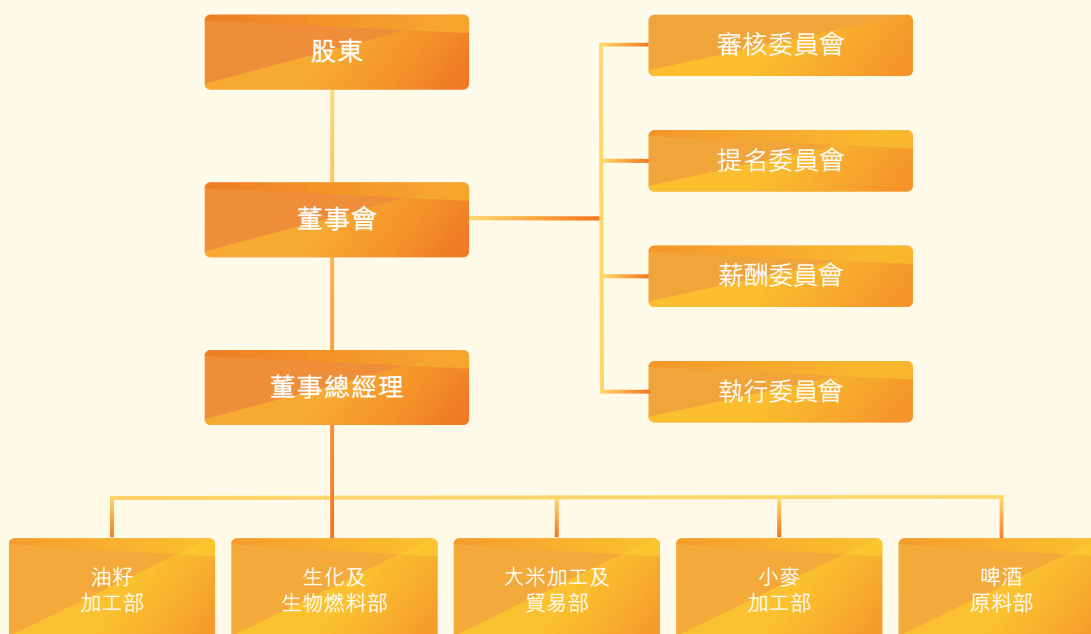 股東
審核委員會
提名委員會
董事會
薪酬委員會
董事總經理
執行委員會
油籽
加工部
生化及
生物燃料部
大米加工及
貿易部
小麥
加工部
啤酒
原料部